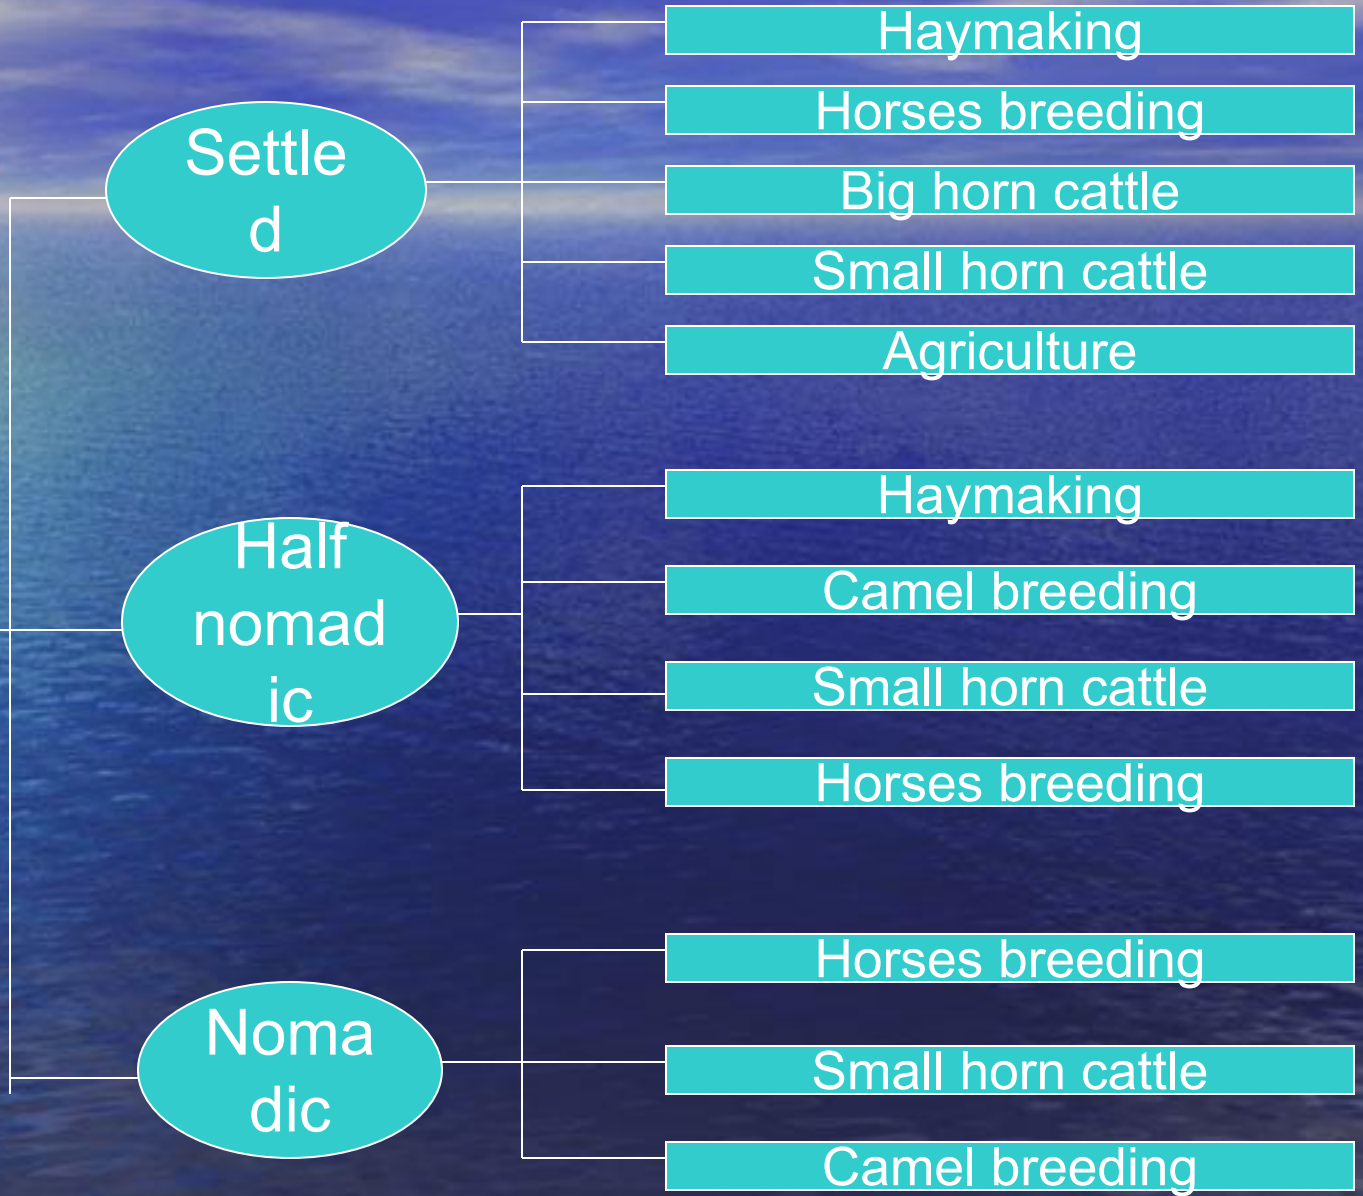 Settle
d
Haymaking
Horses breeding
Big horn cattle
Small horn cattle
Agriculture
Half
nomad
ic
Haymaking
Camel breeding
Small horn cattle
Horses breeding
Noma
dic
Horses breeding
Small horn cattle
Camel breeding